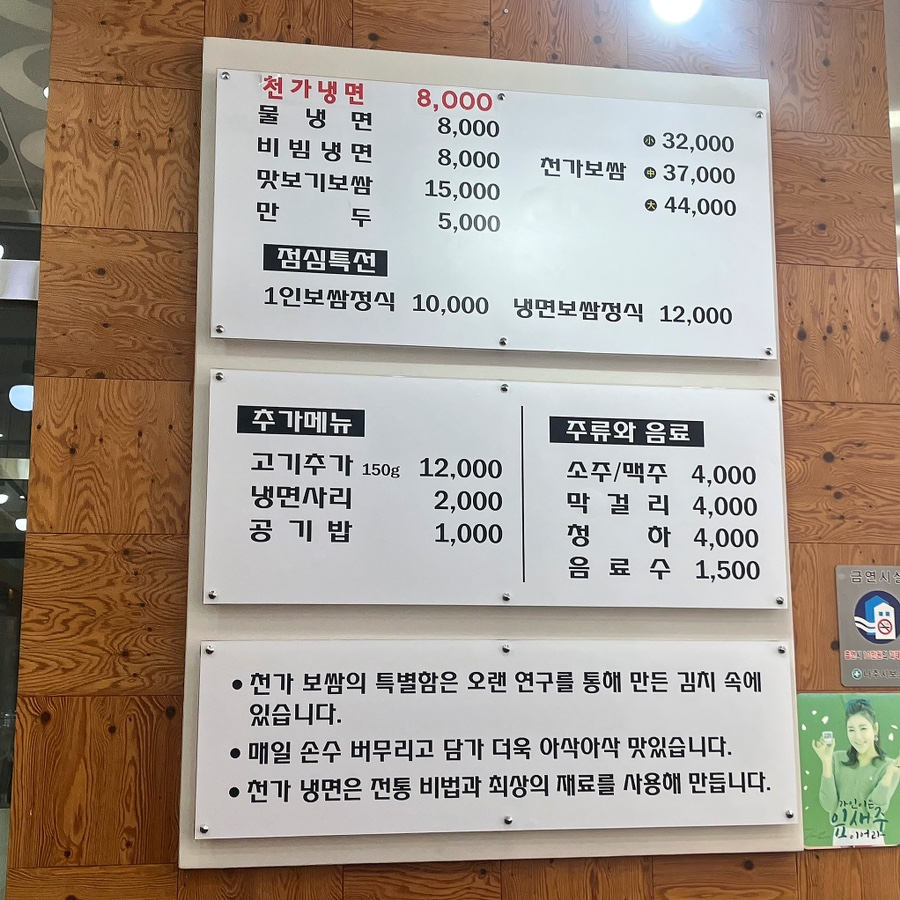 천가냉면 8,000
물냉면 8,000
비빔냉면 8,000
맛보기보쌈 15,000
만두 5,000
천가보쌈
小 32,000
中 37,000
大 44,000
점심특선
1인보쌈정식 10,000 냉면보쌈정식 12,000
추가메뉴
고기추가 150g 12,000
냉면사리 2,000
공기밥 1,000
주류와 음료
소주/맥주 4,000
막걸리 4,000
청하 4,000
음료수 1,500
• 천가 보쌈의 특별함은 오랜 연구를 통해 만든 김치 속에
있습니다.
• 매일 손수 버무리고 담가 더욱 아삭아삭 맛있습니다.
• 천가 냉면은 전통 비법과 최상의 재료를 사용해 만듭니다.
금연시설
잎새주
이어라